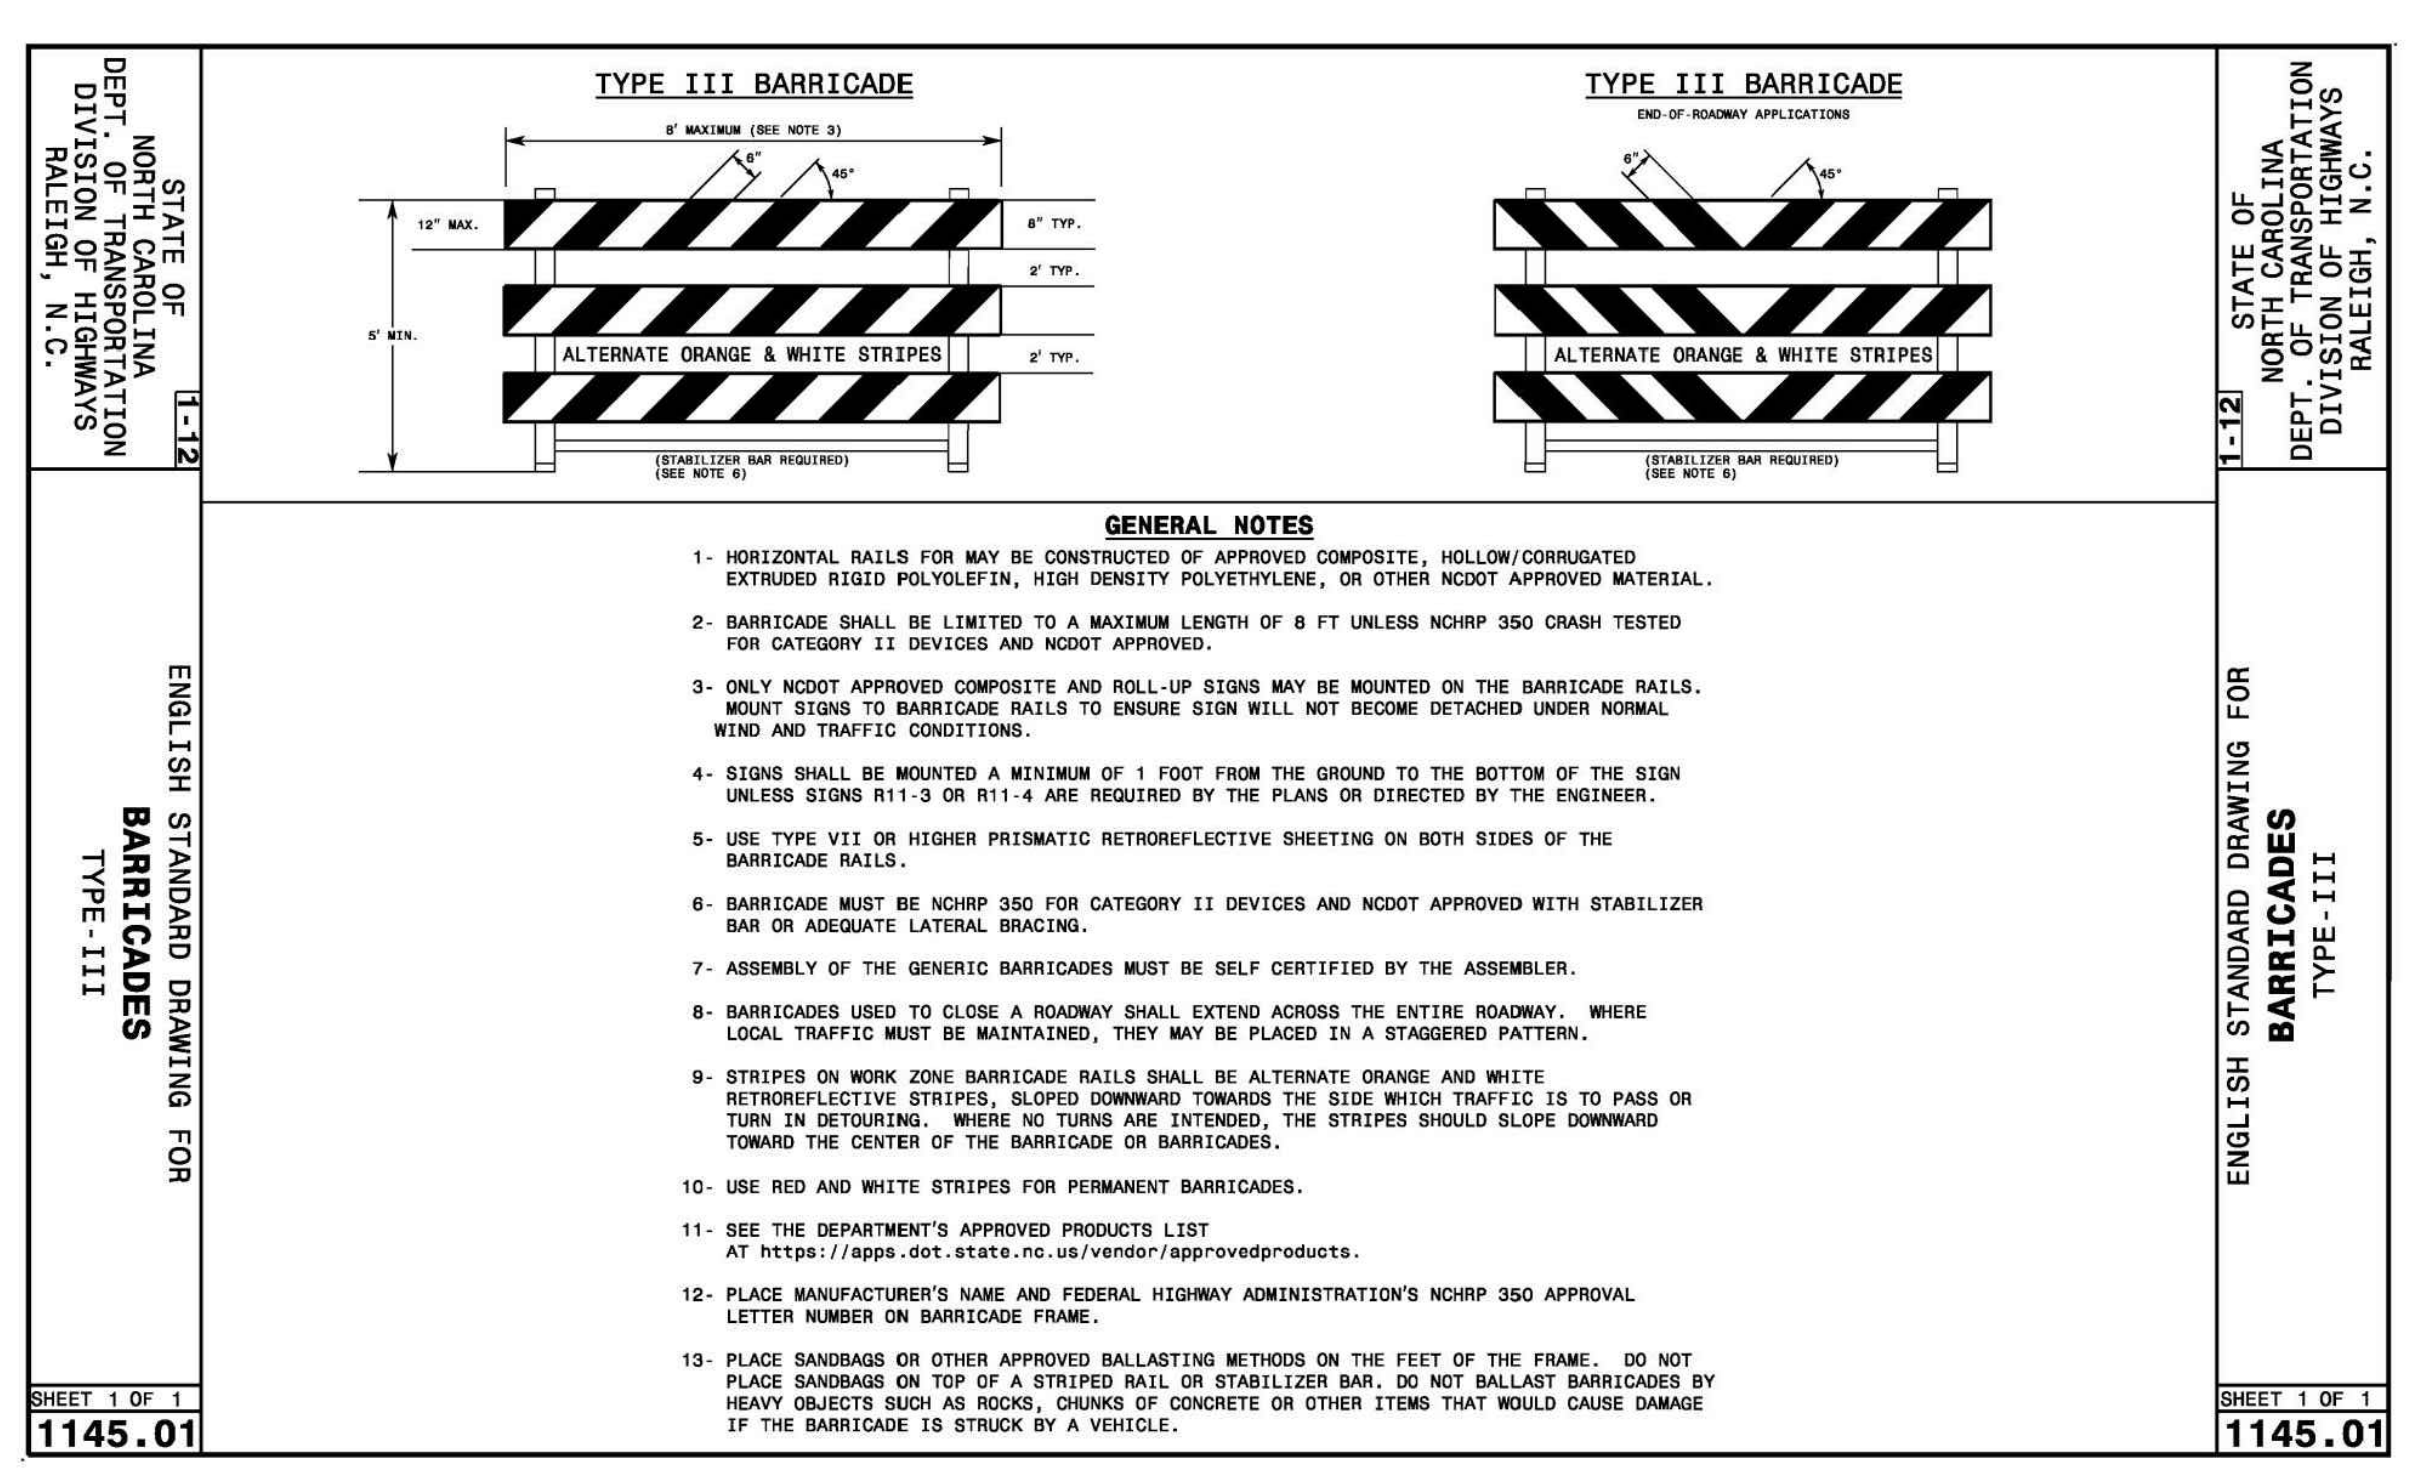 STATE OF
NORTH CAROLINA
DEPT. OF TRANSPORTATION
DIVISION OF HIGHWAYS
RALEIGH, N.C.
1-12
ENGLISH STANDARD DRAWING FOR
BARRICADES
TYPE-III
SHEET 1 OF 1
1145.01
TYPE III BARRICADE
8' MAXIMUM (SEE NOTE 3)
6"
45°
12" MAX.
8" TYP.
2' TYP.
5' MIN.
ALTERNATE ORANGE & WHITE STRIPES
2' TYP.
(STABILIZER BAR REQUIRED)
(SEE NOTE 6)
TYPE III BARRICADE
END-OF-ROADWAY APPLICATIONS
6"
45°
ALTERNATE ORANGE & WHITE STRIPES
(STABILIZER BAR REQUIRED)
(SEE NOTE 6)
GENERAL NOTES
1- HORIZONTAL RAILS FOR MAY BE CONSTRUCTED OF APPROVED COMPOSITE, HOLLOW/CORRUGATED
EXTRUDED RIGID POLYOLEFIN, HIGH DENSITY POLYETHYLENE, OR OTHER NCDOT APPROVED MATERIAL.
2- BARRICADE SHALL BE LIMITED TO A MAXIMUM LENGTH OF 8 FT UNLESS NCHRP 350 CRASH TESTED
FOR CATEGORY II DEVICES AND NCDOT APPROVED.
3- ONLY NCDOT APPROVED COMPOSITE AND ROLL-UP SIGNS MAY BE MOUNTED ON THE BARRICADE RAILS.
MOUNT SIGNS TO BARRICADE RAILS TO ENSURE SIGN WILL NOT BECOME DETACHED UNDER NORMAL
WIND AND TRAFFIC CONDITIONS.
4- SIGNS SHALL BE MOUNTED A MINIMUM OF 1 FOOT FROM THE GROUND TO THE BOTTOM OF THE SIGN
UNLESS SIGNS R11-3 OR R11-4 ARE REQUIRED BY THE PLANS OR DIRECTED BY THE ENGINEER.
5- USE TYPE VII OR HIGHER PRISMATIC RETROREFLECTIVE SHEETING ON BOTH SIDES OF THE
BARRICADE RAILS.
6- BARRICADE MUST BE NCHRP 350 FOR CATEGORY II DEVICES AND NCDOT APPROVED WITH STABILIZER
BAR OR ADEQUATE LATERAL BRACING.
7- ASSEMBLY OF THE GENERIC BARRICADES MUST BE SELF CERTIFIED BY THE ASSEMBLER.
8- BARRICADES USED TO CLOSE A ROADWAY SHALL EXTEND ACROSS THE ENTIRE ROADWAY. WHERE
LOCAL TRAFFIC MUST BE MAINTAINED, THEY MAY BE PLACED IN A STAGGERED PATTERN.
9- STRIPES ON WORK ZONE BARRICADE RAILS SHALL BE ALTERNATE ORANGE AND WHITE
RETROREFLECTIVE STRIPES, SLOPED DOWNWARD TOWARDS THE SIDE WHICH TRAFFIC IS TO PASS OR
TURN IN DETOURING. WHERE NO TURNS ARE INTENDED, THE STRIPES SHOULD SLOPE DOWNWARD
TOWARD THE CENTER OF THE BARRICADE OR BARRICADES.
10- USE RED AND WHITE STRIPES FOR PERMANENT BARRICADES.
11- SEE THE DEPARTMENT'S APPROVED PRODUCTS LIST
AT https://apps.dot.state.nc.us/vendor/approvedproducts.
12- PLACE MANUFACTURER'S NAME AND FEDERAL HIGHWAY ADMINISTRATION'S NCHRP 350 APPROVAL
LETTER NUMBER ON BARRICADE FRAME.
13- PLACE SANDBAGS OR OTHER APPROVED BALLASTING METHODS ON THE FEET OF THE FRAME. DO NOT
PLACE SANDBAGS ON TOP OF A STRIPED RAIL OR STABILIZER BAR. DO NOT BALLAST BARRICADES BY
HEAVY OBJECTS SUCH AS ROCKS, CHUNKS OF CONCRETE OR OTHER ITEMS THAT WOULD CAUSE DAMAGE
IF THE BARRICADE IS STRUCK BY A VEHICLE.
STATE OF
NORTH CAROLINA
DEPT. OF TRANSPORTATION
DIVISION OF HIGHWAYS
RALEIGH, N.C.
1-12
ENGLISH STANDARD DRAWING FOR
BARRICADES
TYPE-III
SHEET 1 OF 1
1145.01